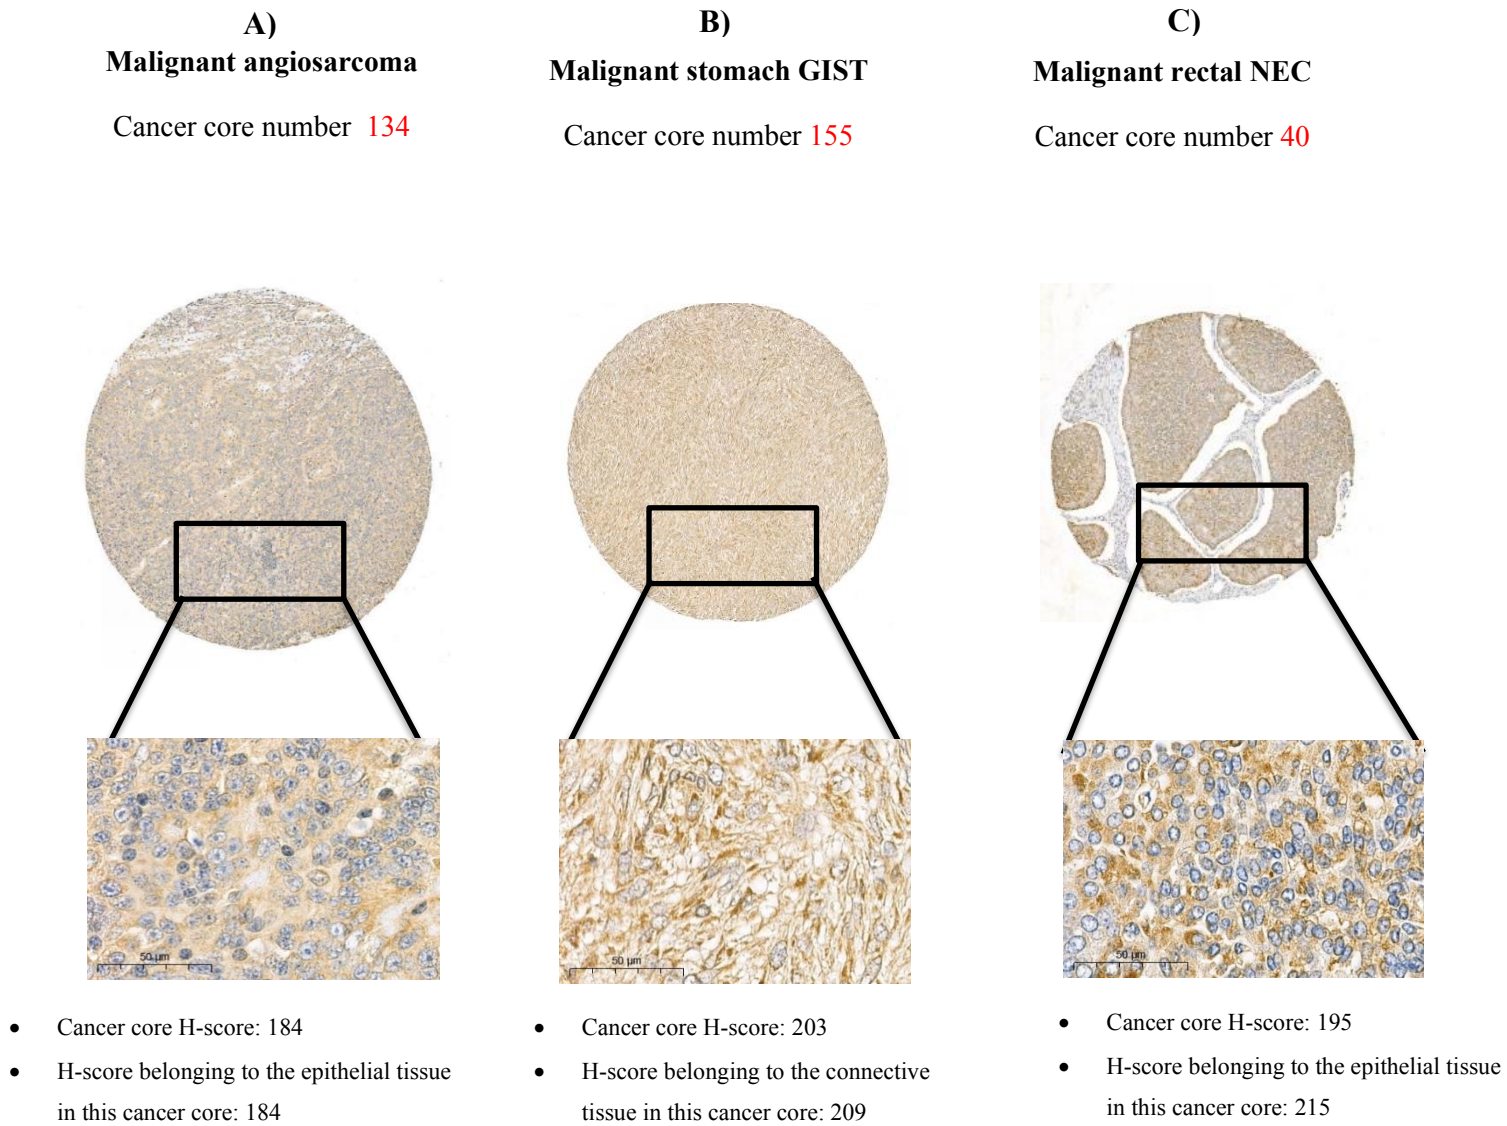 A)
Malignant angiosarcoma
Cancer core number 134
B)
Malignant stomach GIST
Cancer core number 155
C)
Malignant rectal NEC
Cancer core number 40
50 µm
50 µm
50 µm
• Cancer core H-score: 184
• H-score belonging to the epithelial tissue
in this cancer core: 184
• Cancer core H-score: 203
• H-score belonging to the connective
tissue in this cancer core: 209
• Cancer core H-score: 195
• H-score belonging to the epithelial tissue
in this cancer core: 215